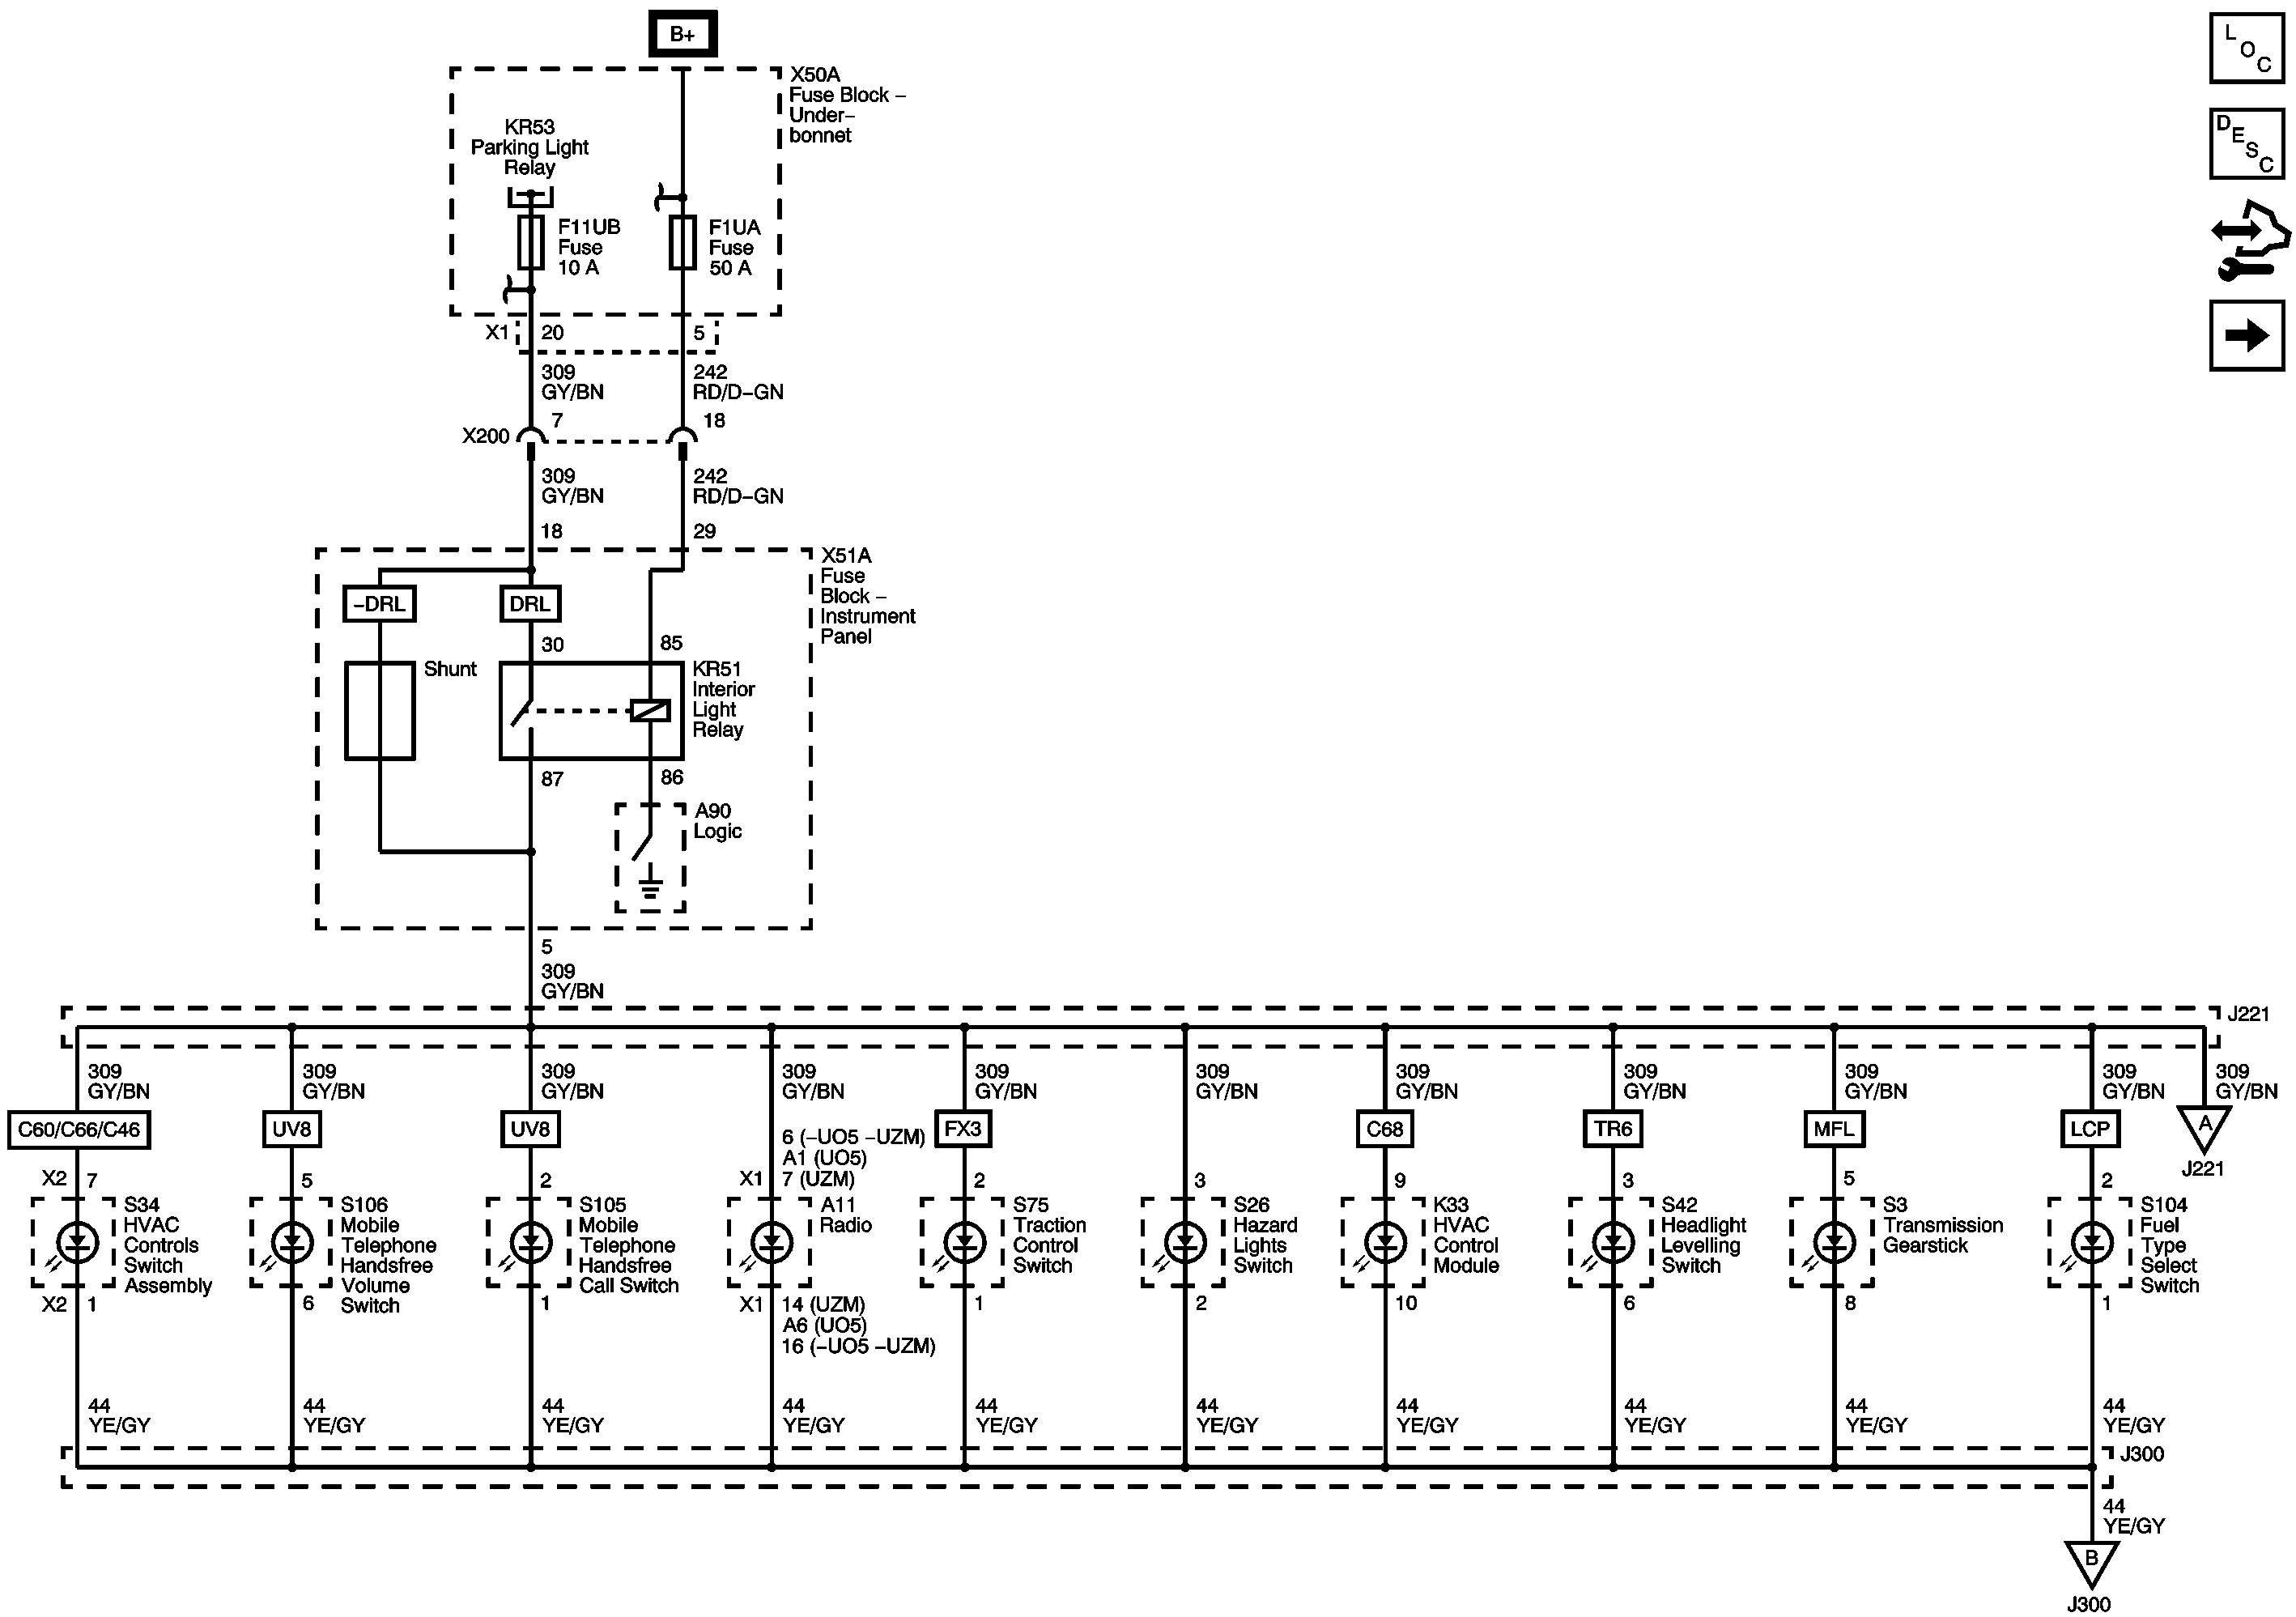 B+
L
O
C
D
E
S
C
X50A
Fuse Block –
Under–
bonnet
KR53
Parking Light
Relay
F11UB
Fuse
10 A
F1UA
Fuse
50 A
X1
20
5
309
GY/BN
242
RD/D–GN
7
18
X200
309
GY/BN
242
RD/D–GN
18
29
X51A
Fuse
Block –
Instrument
Panel
–DRL
DRL
30
85
Shunt
KR51
Interior
Light
Relay
87
86
A90
Logic
5
309
GY/BN
J221
309
GY/BN
309
GY/BN
309
GY/BN
309
GY/BN
309
GY/BN
309
GY/BN
309
GY/BN
309
GY/BN
309
GY/BN
309
GY/BN
309
GY/BN
C60/C66/C46
UV8
UV8
6 (–UO5 –UZM)
A1 (UO5)
X1 7 (UZM)
FX3
C68
TR6
MFL
LCP
A
J221
X2 7
5
2
2
3
9
3
5
2
S34
HVAC
Controls
Switch
Assembly
S106
Mobile
Telephone
Handsfree
Volume
Switch
S105
Mobile
Telephone
Handsfree
Call Switch
A11
Radio
S75
Traction
Control
Switch
S26
Hazard
Lights
Switch
K33
HVAC
Control
Module
S42
Headlight
Levelling
Switch
S3
Transmission
Gearstick
S104
Fuel
Type
Select
Switch
X2 1
6
1
X1 14 (UZM)
A6 (UO5)
16 (–UO5 –UZM)
1
2
10
6
8
1
44
YE/GY
44
YE/GY
44
YE/GY
44
YE/GY
44
YE/GY
44
YE/GY
44
YE/GY
44
YE/GY
44
YE/GY
44
YE/GY
J300
44
YE/GY
B
J300